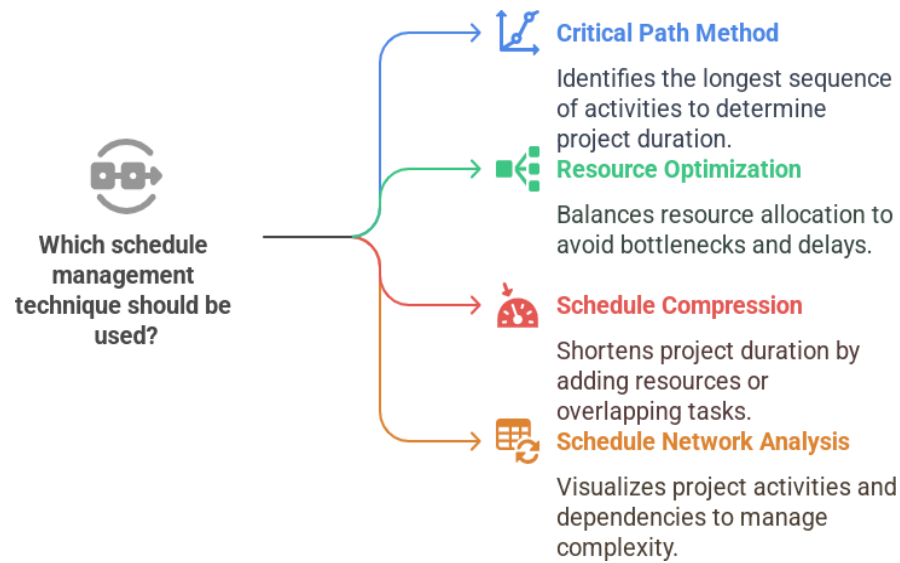 Which schedule
management
technique should be
used?
Critical Path Method
Identifies the longest sequence
of activities to determine
project duration.
Resource Optimization
Balances resource allocation to
avoid bottlenecks and delays.
Schedule Compression
Shortens project duration by
adding resources or
overlapping tasks.
Schedule Network Analysis
Visualizes project activities and
dependencies to manage
complexity.